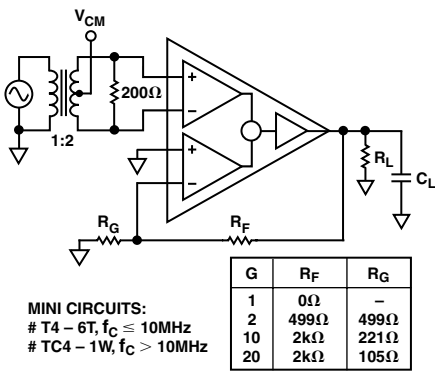 V_CM
+
–
200Ω
1:2
+
–
R_L
C_L
R_G
R_F
G R_F R_G
1 0Ω –
2 499Ω 499Ω
10 2kΩ 221Ω
20 2kΩ 105Ω
MINI CIRCUITS:
# T4 – 6T, f_C ≤ 10MHz
# TC4 – 1W, f_C > 10MHz